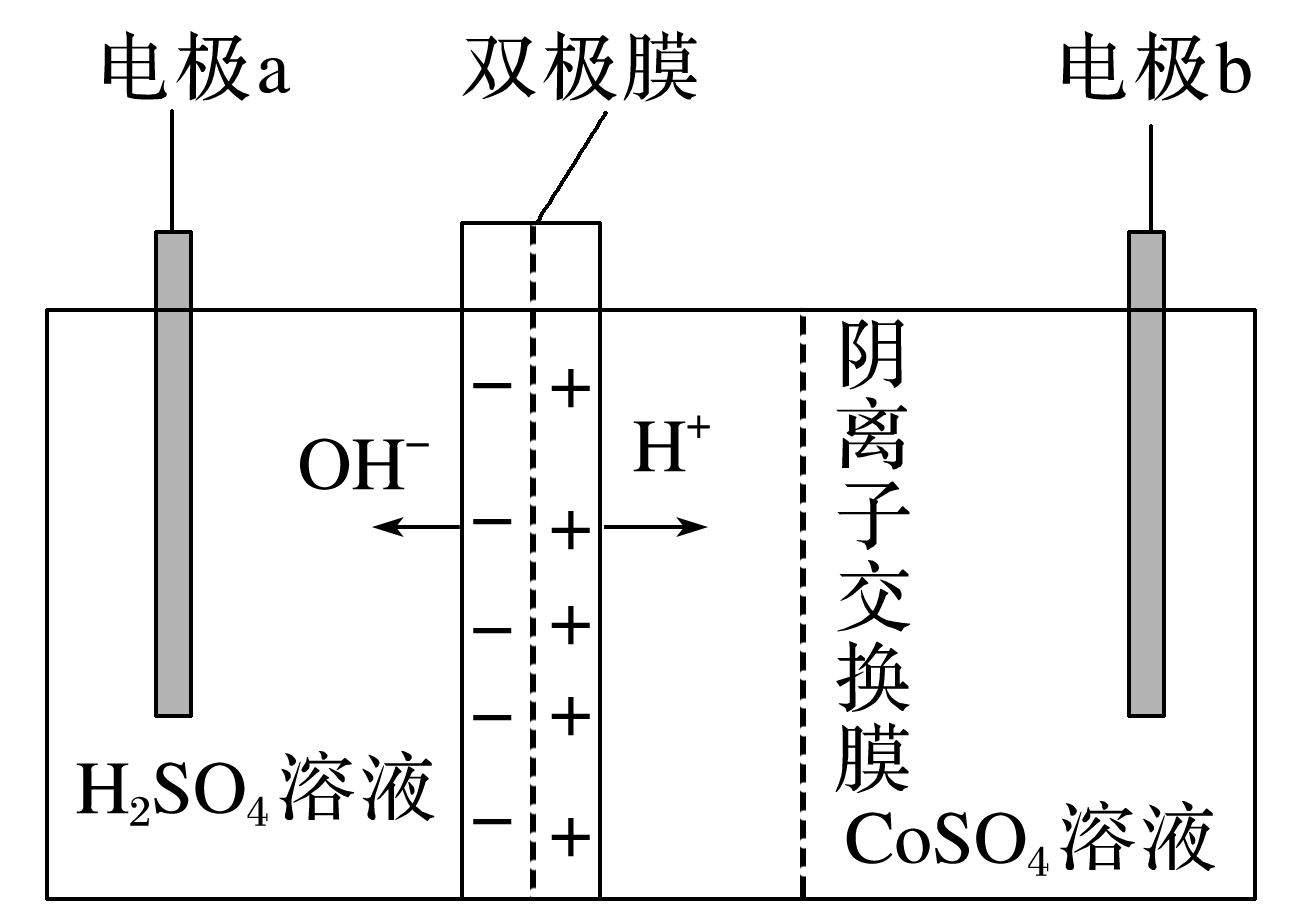 电极a
双极膜
电极b
OH⁻
H⁺
− +
− +
− +
− +
− +
阴离子交换膜
H₂SO₄溶液
CoSO₄溶液